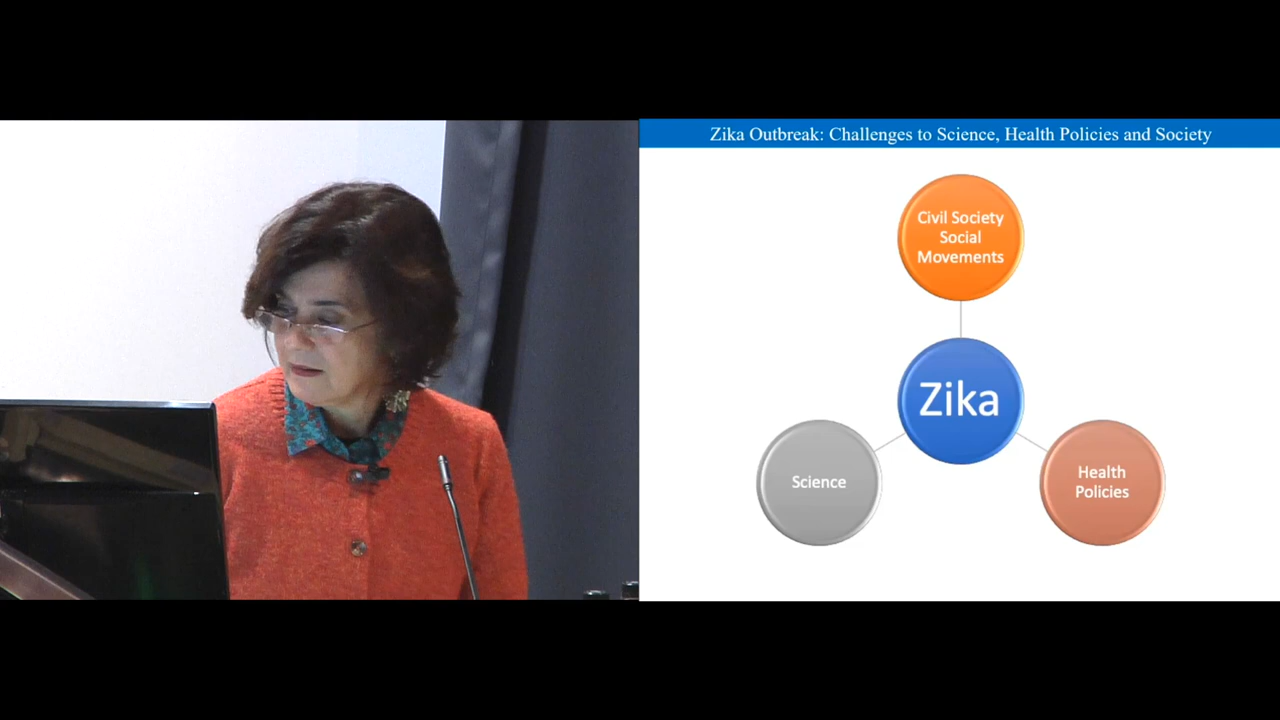 Zika Outbreak: Challenges to Science, Health Policies and Society
Civil Society
Social
Movements
Zika
Science
Health
Policies